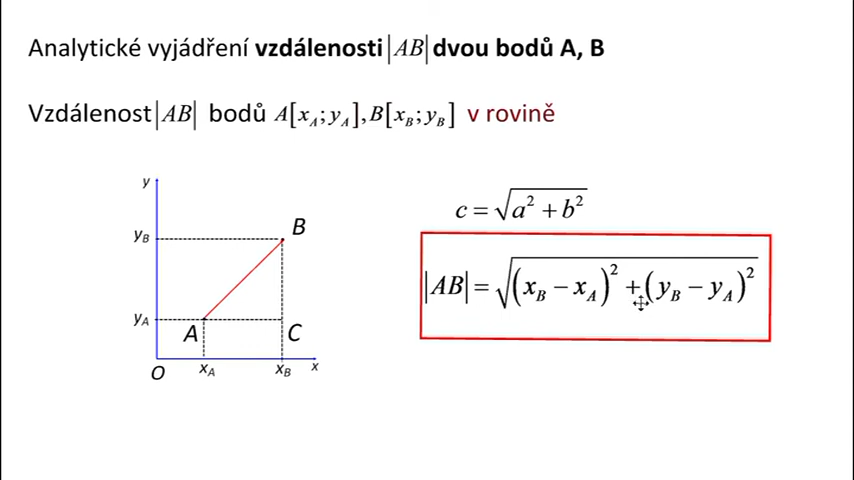 Analytické vyjádření vzdálenosti |AB| dvou bodů A, B
Vzdálenost |AB| bodů A[x_A; y_A], B[x_B; y_B] v rovině
y
y_B
B
y_A
A
C
O
x_A
x_B
x
c = √(a² + b²)
|AB| = √((x_B − x_A)² + (y_B − y_A)²)